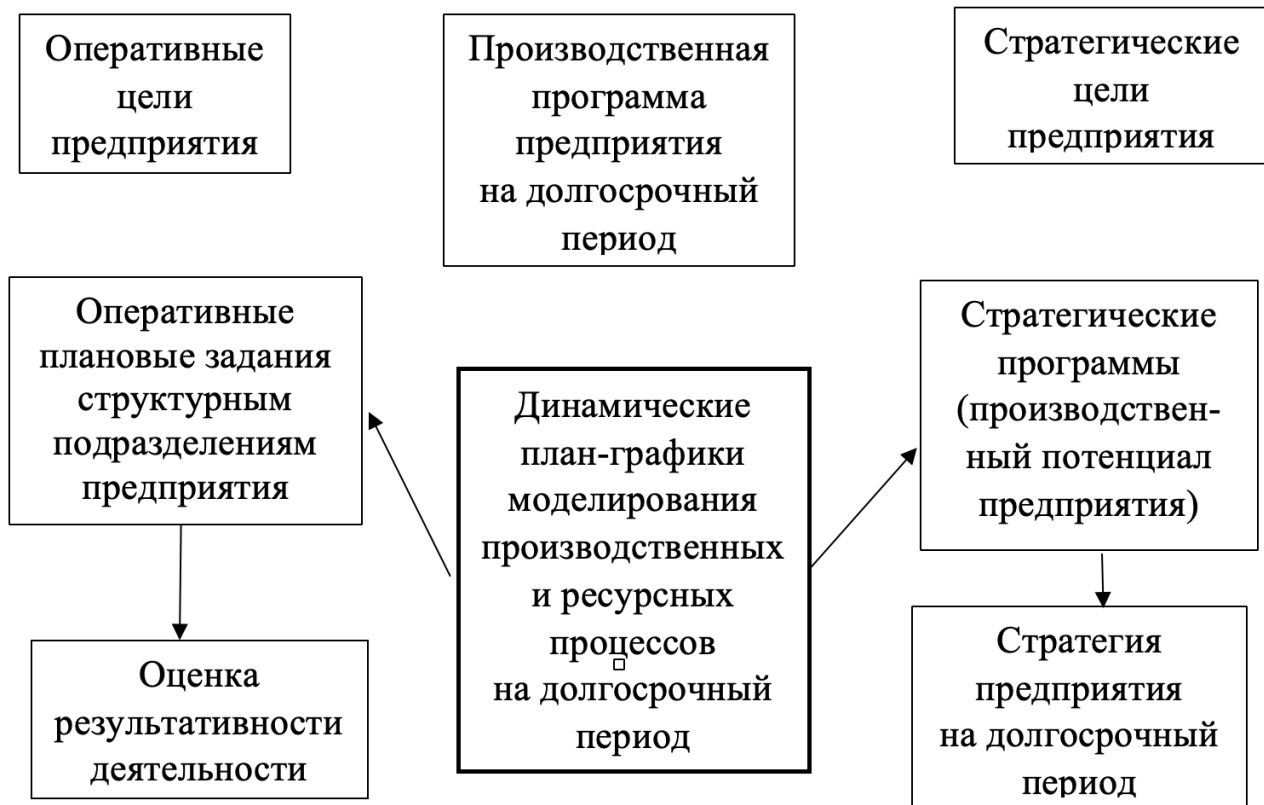 Оперативные
цели
предприятия
Производственная
программа
предприятия
на долгосрочный
период
Стратегические
цели
предприятия
Оперативные
плановые задания
структурным
подразделениям
предприятия
Динамические
план-графики
моделирования
производственных
и ресурсных
процессов
на долгосрочный
период
Стратегические
программы
(производствен-
ный потенциал
предприятия)
Оценка
результативности
деятельности
Стратегия
предприятия
на долгосрочный
период